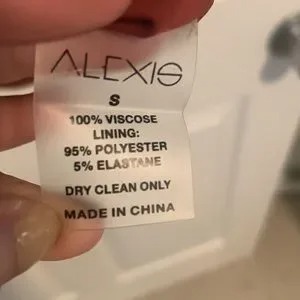 ALEXIS
S
100% VISCOSE
LINING:
95% POLYESTER
5% ELASTANE
DRY CLEAN ONLY
MADE IN CHINA